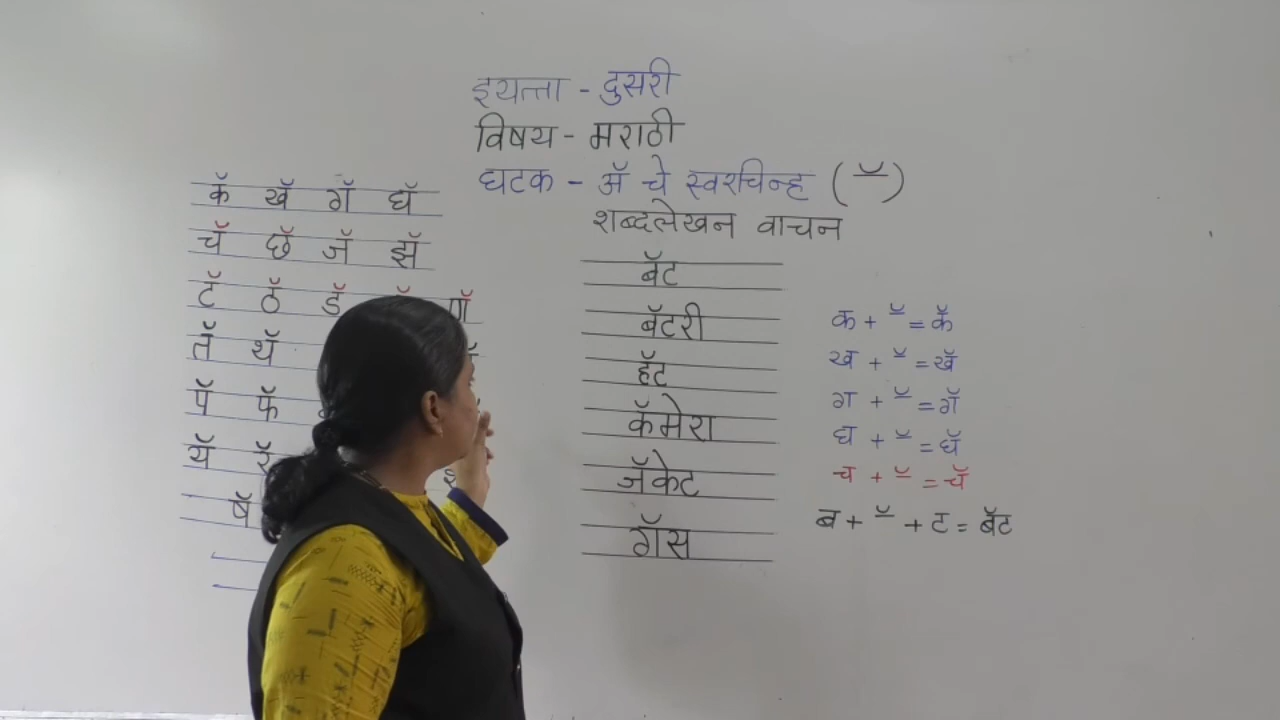 इयत्ता - दुसरी
विषय - मराठी
घटक - ॲ चे स्वरचिन्ह (ॅ)
शब्दलेखन वाचन
कॅ खॅ गॅ घॅ
चॅ छॅ जॅ झॅ
टॅ ठॅ डॅ णॅ
तॅ थॅ
पॅ फॅ
यॅ रॅ
षॅ
बॅट
बॅटरी
हॅट
कॅमेरा
जॅकेट
गॅस
क + ॅ = कॅ
ख + ॅ = खॅ
ग + ॅ = गॅ
घ + ॅ = घॅ
च + ॅ = चॅ
ब + ॅ + ट = बॅट